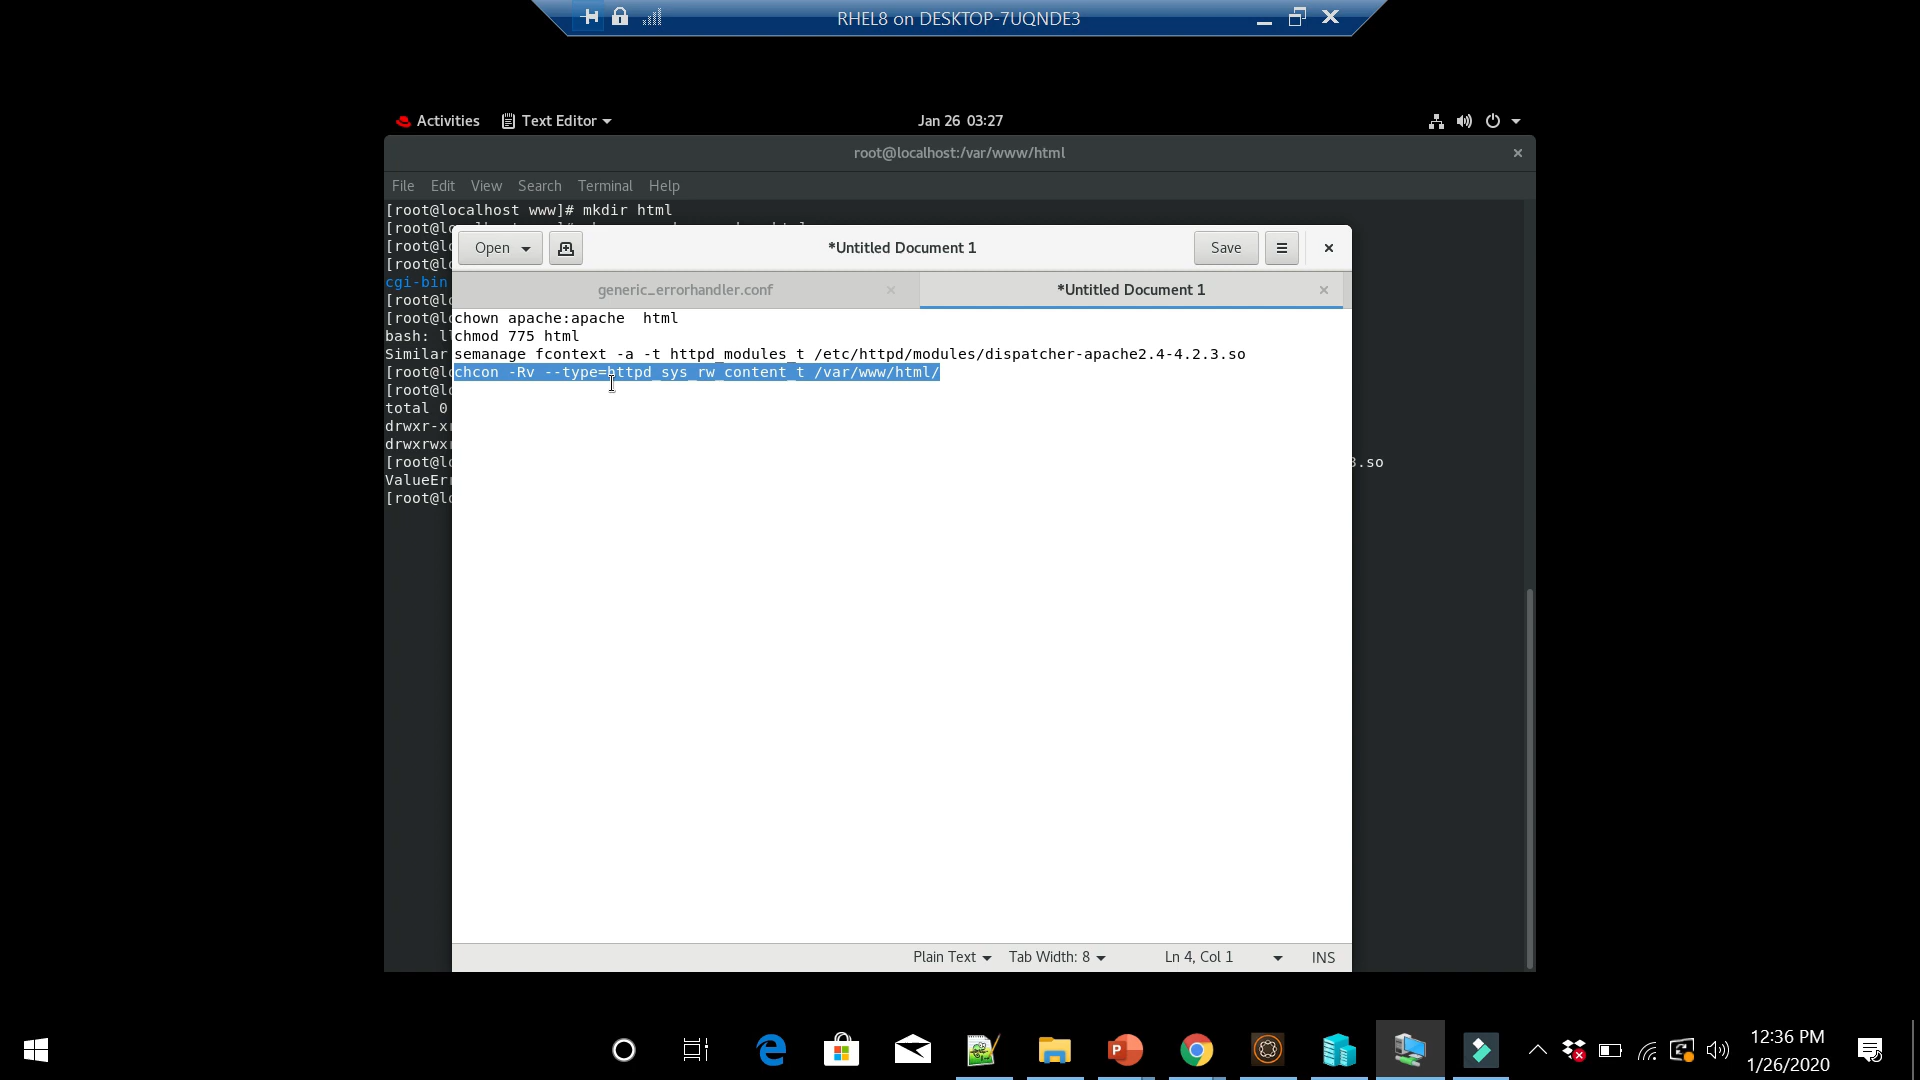 RHEL8 on DESKTOP-7UQNDE3
Activities Text Editor Jan 26 03:27
root@localhost:/var/www/html
File Edit View Search Terminal Help
[root@localhost www]# mkdir html
Open *Untitled Document 1 Save
generic_errorhandler.conf *Untitled Document 1
cgi-bin
bash:
Similar
total 0
3.so
chown apache:apache  html
chmod 775 html
semanage fcontext -a -t httpd_modules_t /etc/httpd/modules/dispatcher-apache2.4-4.2.3.so
chcon -Rv --type=httpd_sys_rw_content_t /var/www/html/
Plain Text Tab Width: 8 Ln 4, Col 1 INS
12:36 PM
1/26/2020